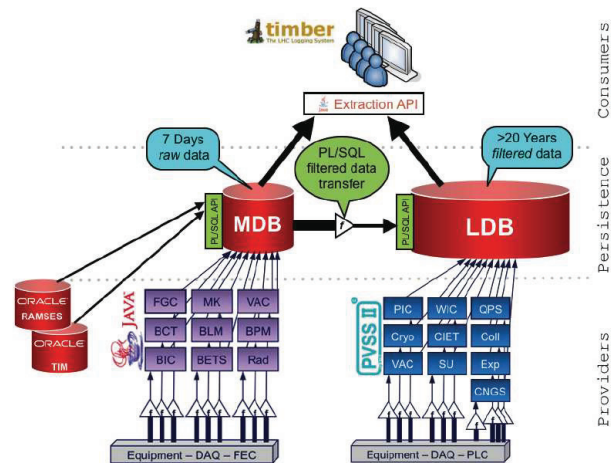 timber
The LHC Logging System
Consumers
Java Extraction API
7 Days
raw data
PL/SQL
filtered data
transfer
>20 Years
filtered data
Persistence
PL/SQL API
MDB
f
PL/SQL API
LDB
ORACLE
RAMSES
ORACLE
TIM
JAVA
FGC MK VAC
BCT BLM BPM
BIC BETS Rad
PVSS II
PIC WIC QPS
Cryo CIET Coll
VAC SU Exp
CNGS
Providers
f f f f f f f f f
f f f f f f f f f f
Equipment – DAQ – FEC
Equipment – DAQ – PLC